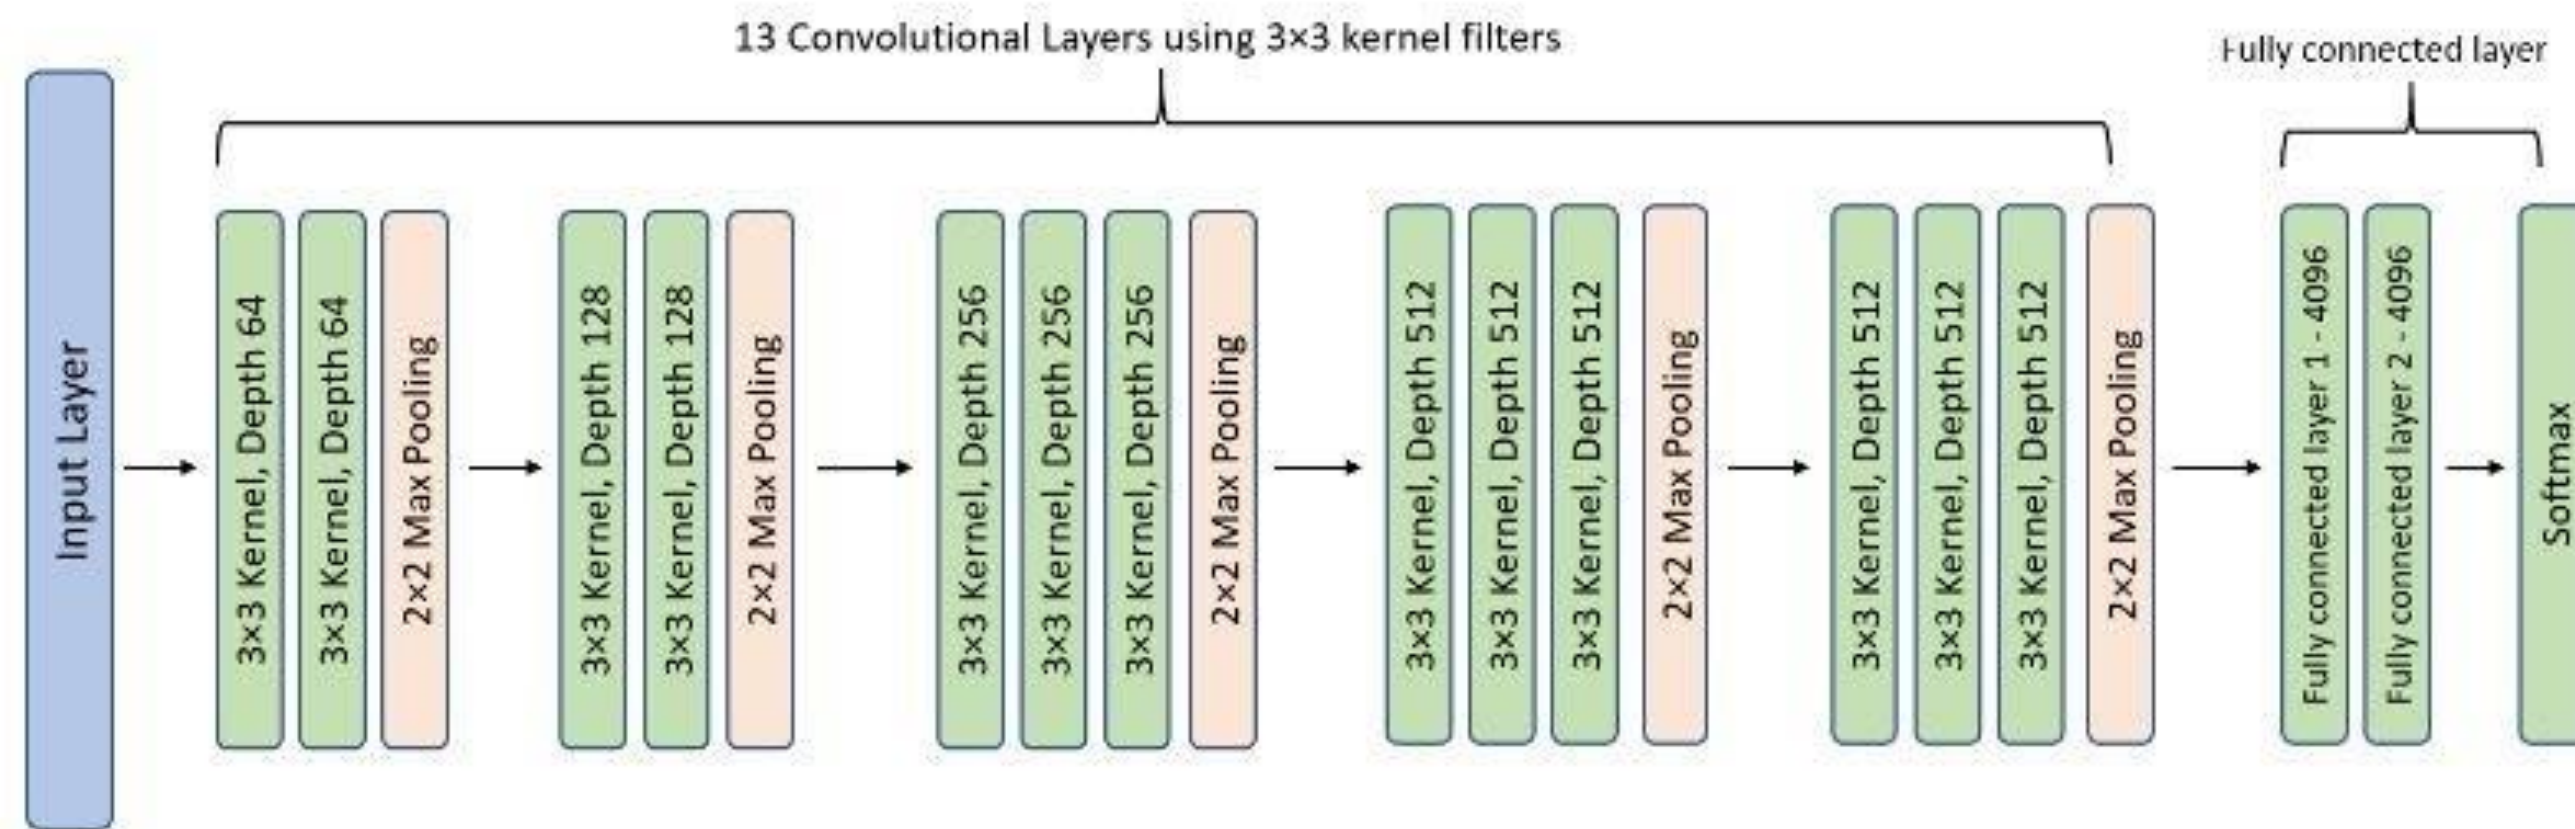 13 Convolutional Layers using 3×3 kernel filters
Fully connected layer
Input Layer
3×3 Kernel, Depth 64
3×3 Kernel, Depth 64
2×2 Max Pooling
3×3 Kernel, Depth 128
3×3 Kernel, Depth 128
2×2 Max Pooling
3×3 Kernel, Depth 256
3×3 Kernel, Depth 256
3×3 Kernel, Depth 256
2×2 Max Pooling
3×3 Kernel, Depth 512
3×3 Kernel, Depth 512
3×3 Kernel, Depth 512
2×2 Max Pooling
3×3 Kernel, Depth 512
3×3 Kernel, Depth 512
3×3 Kernel, Depth 512
2×2 Max Pooling
Fully connected layer 1 - 4096
Fully connected layer 2 - 4096
Softmax